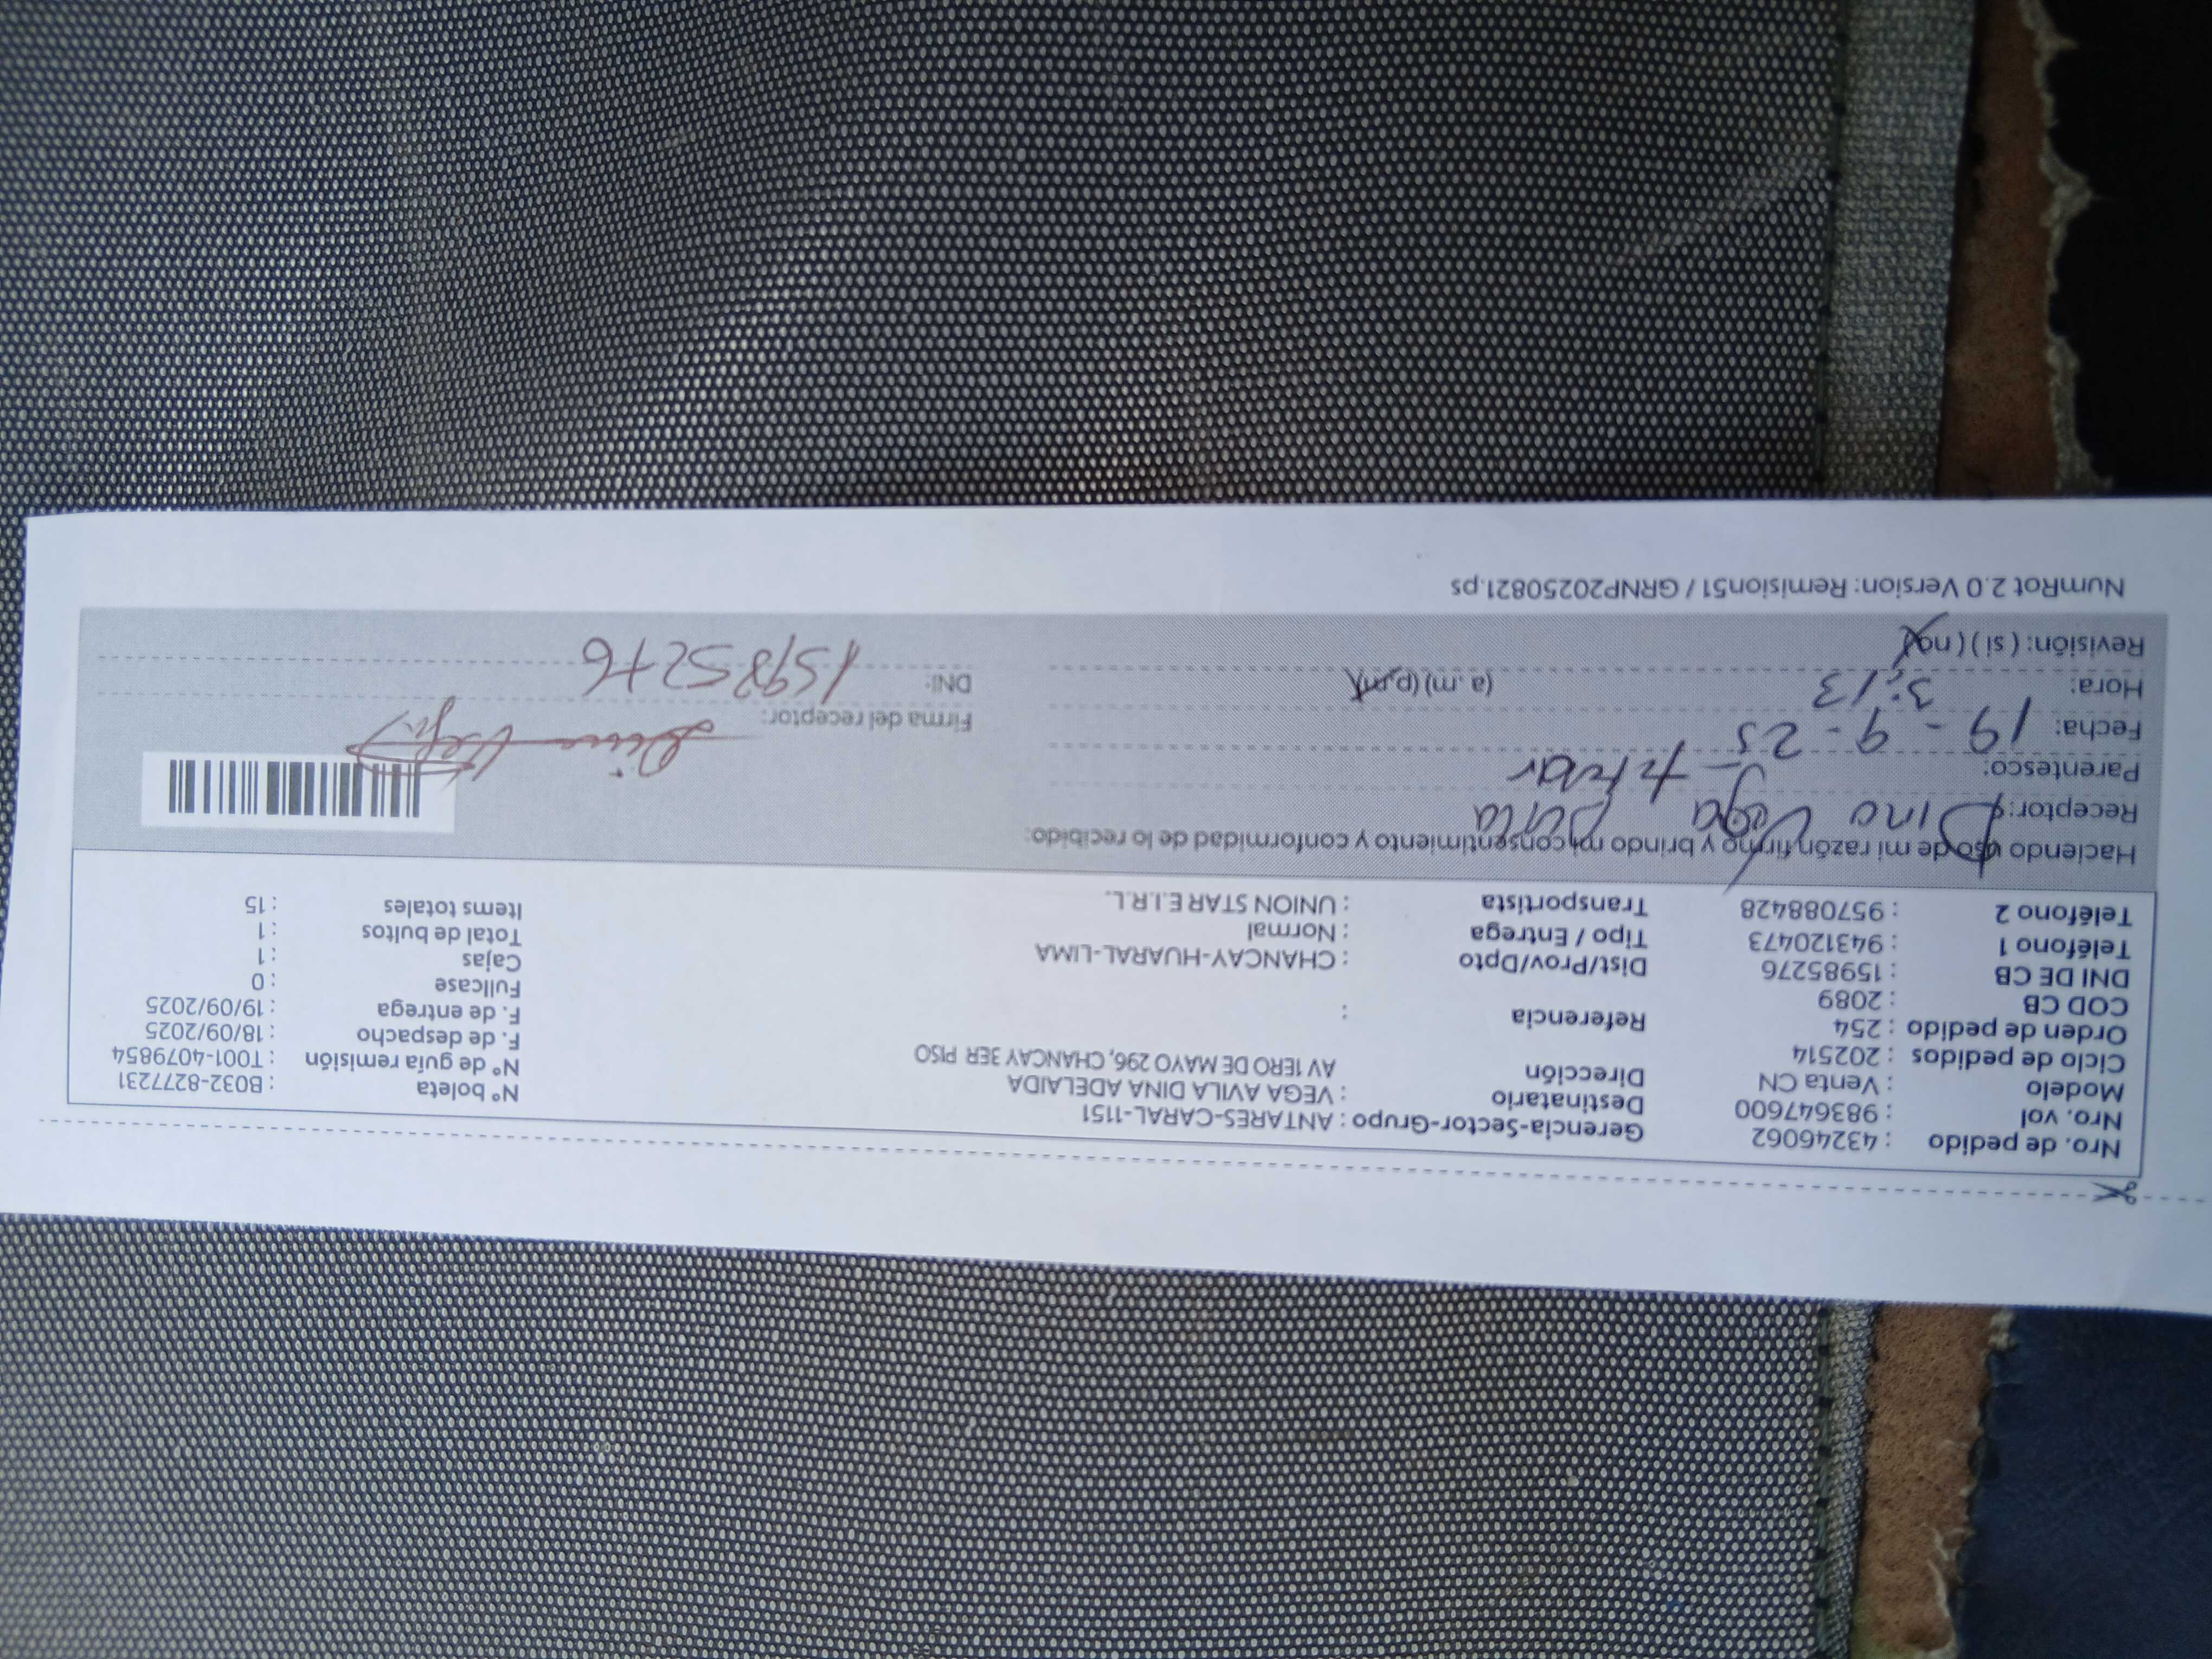 Nro. de pedido : 43246062 Gerencia-Sector-Grupo : ANTARES-CARAL-1151 N° boleta : B032-8277231
Nro. vol : 983647600 Destinatario : VEGA AVILA DINA ADELAIDA N° de guía remisión : T001-4079854
Modelo : Venta CN Dirección AV 1ERO DE MAYO 296, CHANCAY 3ER PISO F. de despacho : 18/09/2025
Ciclo de pedidos : 202514 F. de entrega : 19/09/2025
Orden de pedido : 254 Referencia : Fullcase : 0
COD CB : 2089 Cajas : 1
DNI DE CB : 15985276 Dist/Prov/Dpto : CHANCAY-HUARAL-LIMA Total de bultos : 1
Teléfono 1 : 943120473 Tipo / Entrega : Normal Items totales : 15
Teléfono 2 : 957088428 Transportista : UNION STAR E.I.R.L.
Haciendo uso de mi razón firmo y brindo mi consentimiento y conformidad de lo recibido:
Receptor: Dina Vega
Parentesco: titular
Fecha: 19 - 9 - 25 Firma del receptor: Dina Vega
Hora: 3:13 (a. m) (p.m) DNI: 15985276
Revisión: ( si ) ( no )
NumRot 2.0 Version: Remision51 / GRNP20250821.ps